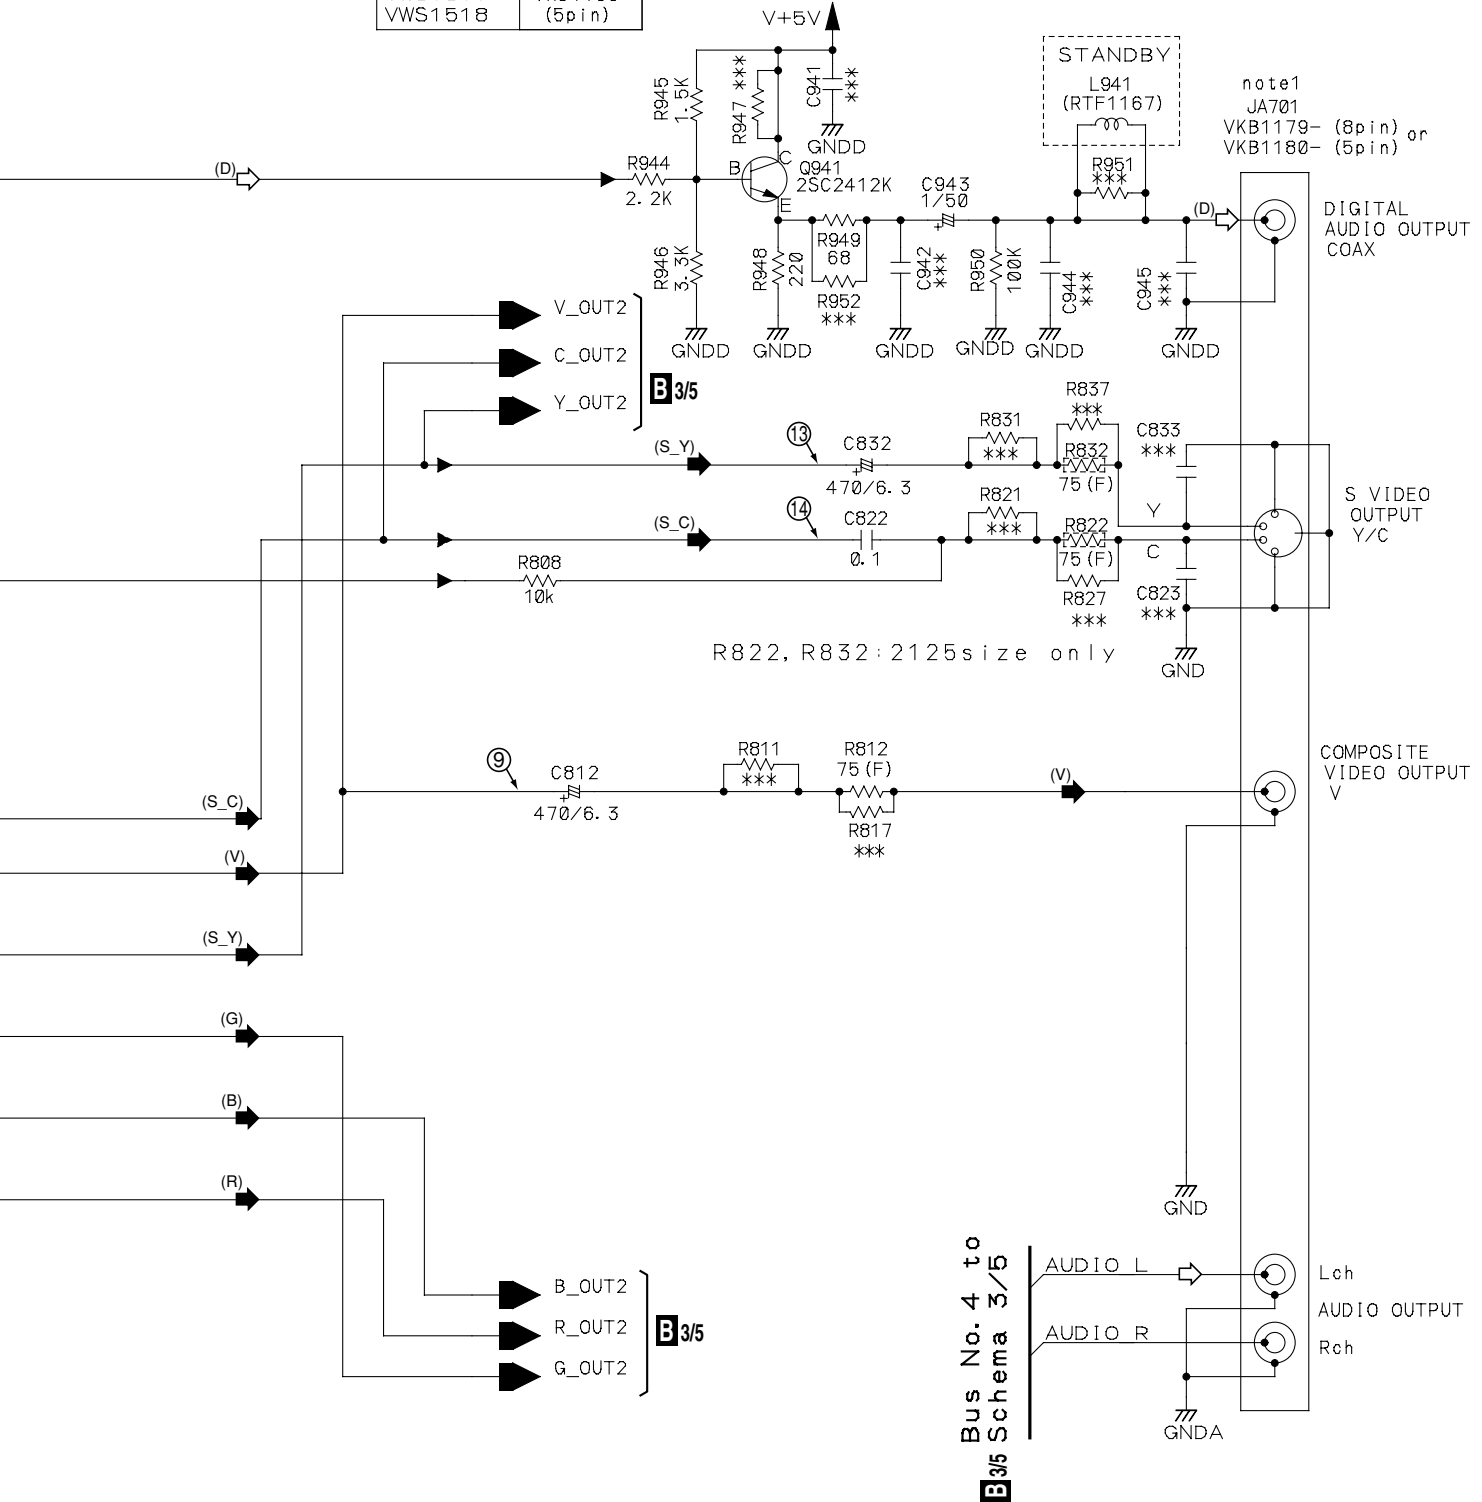 VWS1518
(5pin)
V+5V
R945
1.5K
R947 ***
C941
***
GNDD
STANDBY
L941
(RTF1167)
note1
JA701
VKB1179- (8pin) or
VKB1180- (5pin)
(D)
R944
2.2K
B
C
E
Q941
2SC2412K
C943
1/50
R951
***
(D)
DIGITAL
AUDIO OUTPUT
COAX
R946
3.3K
R948
220
R949
68
R952
***
C942
***
R950
100K
C944
***
C945
***
GNDD
GNDD
GNDD
GNDD
GNDD
GNDD
V_OUT2
C_OUT2
Y_OUT2
B 3/5
(S_Y)
13
C832
470/6.3
R831
***
R837
***
R832
75(F)
C833
***
Y
(S_C)
14
C822
0.1
R821
***
R822
75(F)
R827
***
C
C823
***
S VIDEO
OUTPUT
Y/C
R808
10k
R822,R832:2125size only
GND
9
C812
470/6.3
R811
***
R812
75(F)
R817
***
(V)
COMPOSITE
VIDEO OUTPUT
V
(S_C)
(V)
(S_Y)
(G)
(B)
(R)
GND
B_OUT2
R_OUT2
G_OUT2
B 3/5
Bus No.4 to
B 3/5 Schema 3/5
AUDIO L
AUDIO R
Lch
AUDIO OUTPUT
Rch
GNDA